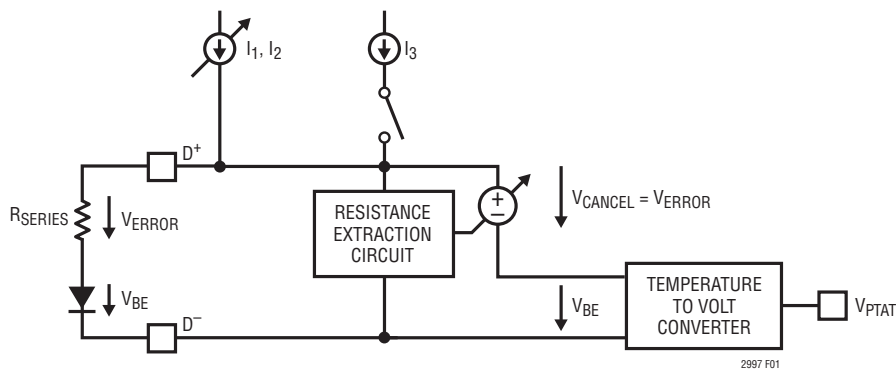 I1, I2
I3
D+
RSERIES
VERROR
RESISTANCE
EXTRACTION
CIRCUIT
+
–
VCANCEL = VERROR
VBE
D–
VBE
TEMPERATURE
TO VOLT
CONVERTER
VPTAT
2997 F01